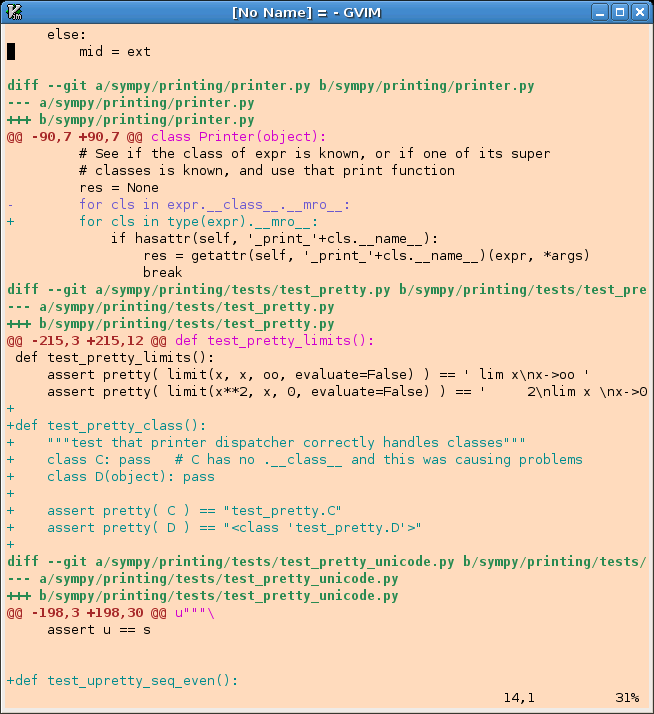 [No Name] = - GVIM
     else:
         mid = ext

diff --git a/sympy/printing/printer.py b/sympy/printing/printer.py
--- a/sympy/printing/printer.py
+++ b/sympy/printing/printer.py
@@ -90,7 +90,7 @@ class Printer(object):
         # See if the class of expr is known, or if one of its super
         # classes is known, and use that print function
         res = None
-        for cls in expr.__class__.__mro__:
+        for cls in type(expr).__mro__:
             if hasattr(self, '_print_'+cls.__name__):
                 res = getattr(self, '_print_'+cls.__name__)(expr, *args)
                 break
diff --git a/sympy/printing/tests/test_pretty.py b/sympy/printing/tests/test_pre
--- a/sympy/printing/tests/test_pretty.py
+++ b/sympy/printing/tests/test_pretty.py
@@ -215,3 +215,12 @@ def test_pretty_limits():
 def test_pretty_limits():
     assert pretty( limit(x, x, oo, evaluate=False) ) == ' lim x\nx->oo '
     assert pretty( limit(x**2, x, 0, evaluate=False) ) == '     2\nlim x \nx->0
+
+def test_pretty_class():
+    """test that printer dispatcher correctly handles classes"""
+    class C: pass   # C has no .__class__ and this was causing problems
+    class D(object): pass
+
+    assert pretty( C ) == "test_pretty.C"
+    assert pretty( D ) == "<class 'test_pretty.D'>"
+
diff --git a/sympy/printing/tests/test_pretty_unicode.py b/sympy/printing/tests/
--- a/sympy/printing/tests/test_pretty_unicode.py
+++ b/sympy/printing/tests/test_pretty_unicode.py
@@ -198,3 +198,30 @@ u"""\
     assert u == s


+def test_upretty_seq_even():
14,1          31%